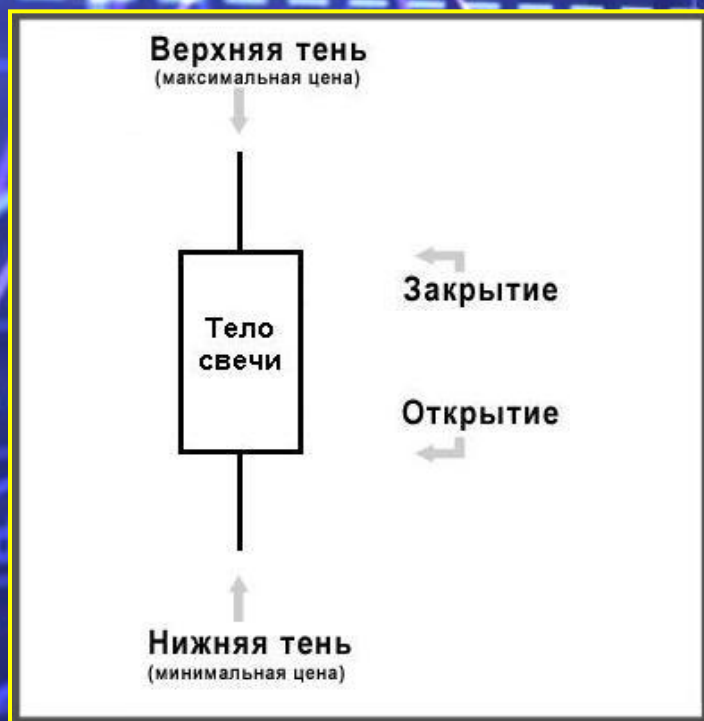 Верхняя тень
(максимальная цена)
Закрытие
Тело
свечи
Открытие
Нижняя тень
(минимальная цена)